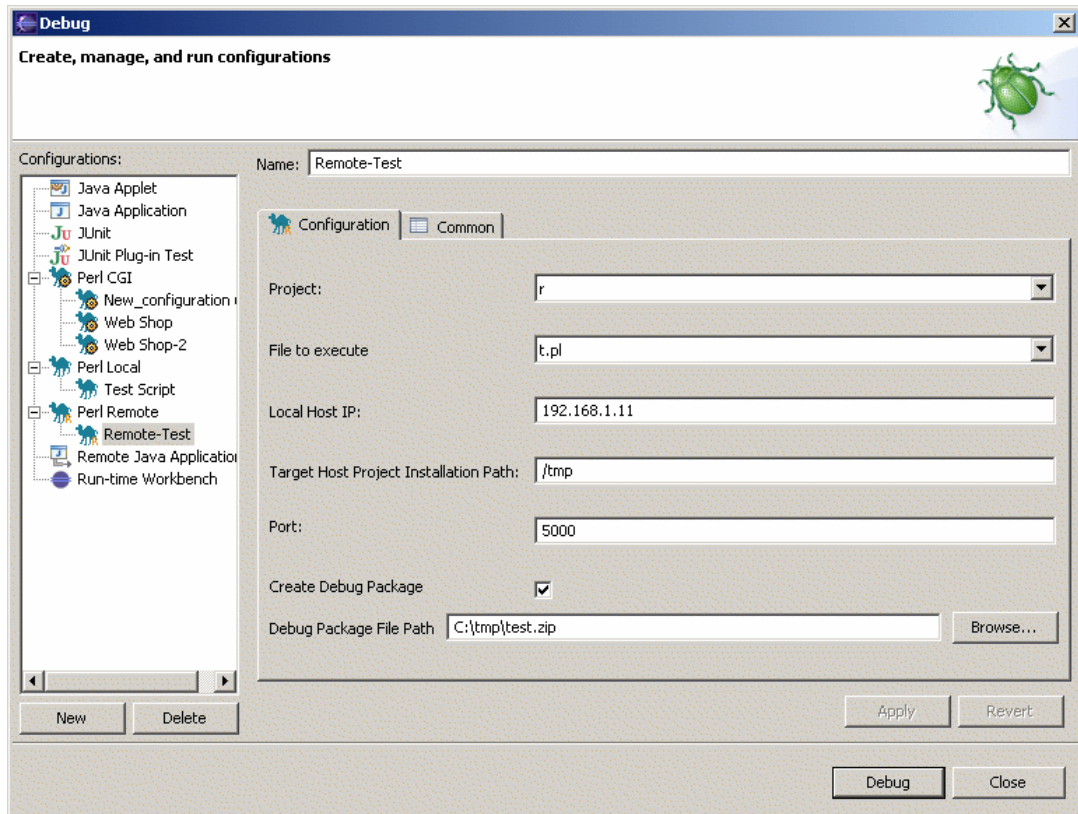 Debug
Create, manage, and run configurations
Configurations:
Java Applet
Java Application
JUnit
JUnit Plug-in Test
Perl CGI
New_configuration
Web Shop
Web Shop-2
Perl Local
Test Script
Perl Remote
Remote-Test
Remote Java Applicatio
Run-time Workbench
New
Delete
Name: Remote-Test
Configuration
Common
Project: r
File to execute t.pl
Local Host IP: 192.168.1.11
Target Host Project Installation Path: /tmp
Port: 5000
Create Debug Package
Debug Package File Path C:\tmp\test.zip Browse...
Apply
Revert
Debug
Close